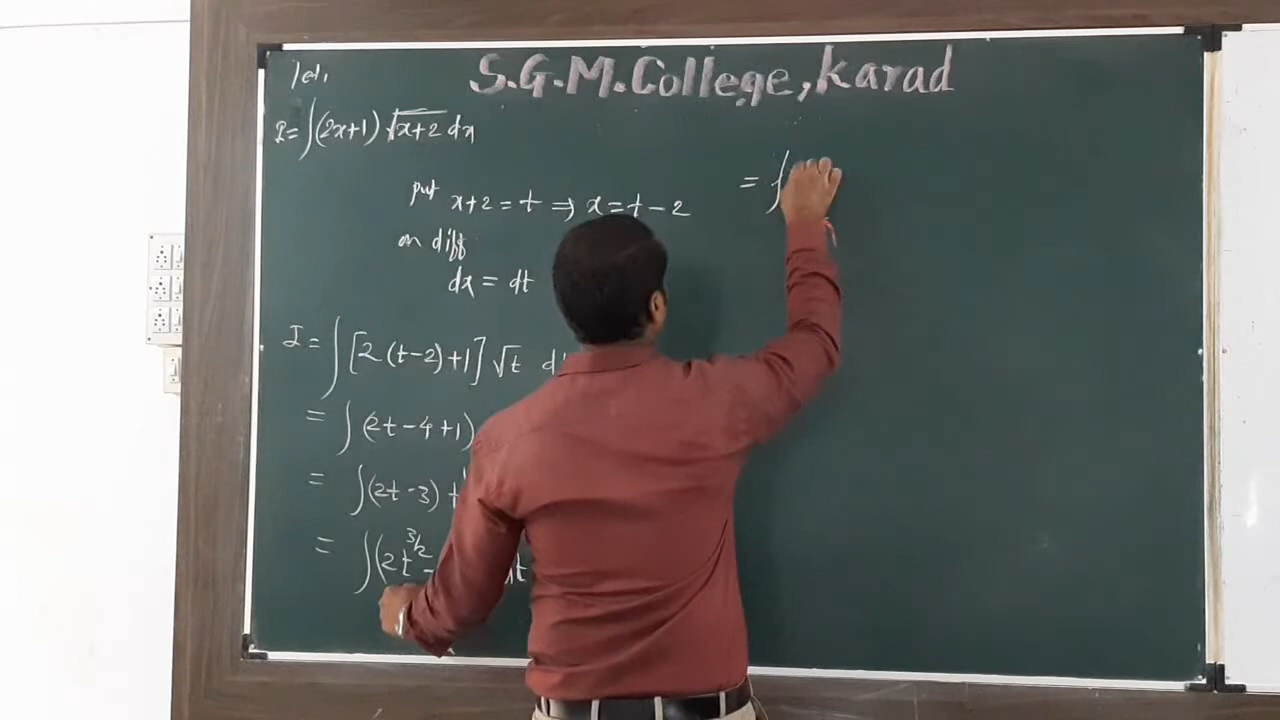 S.G.M. College, Karad
Let,
I = ∫(2x+1) √x+2 dx
put x+2 = t ⇒ x = t-2
on diff
dx = dt
I = ∫[2(t-2)+1] √t d
= ∫(2t-4+1)
= ∫(2t-3) t
= ∫(2t^3/2 - dt
= ∫